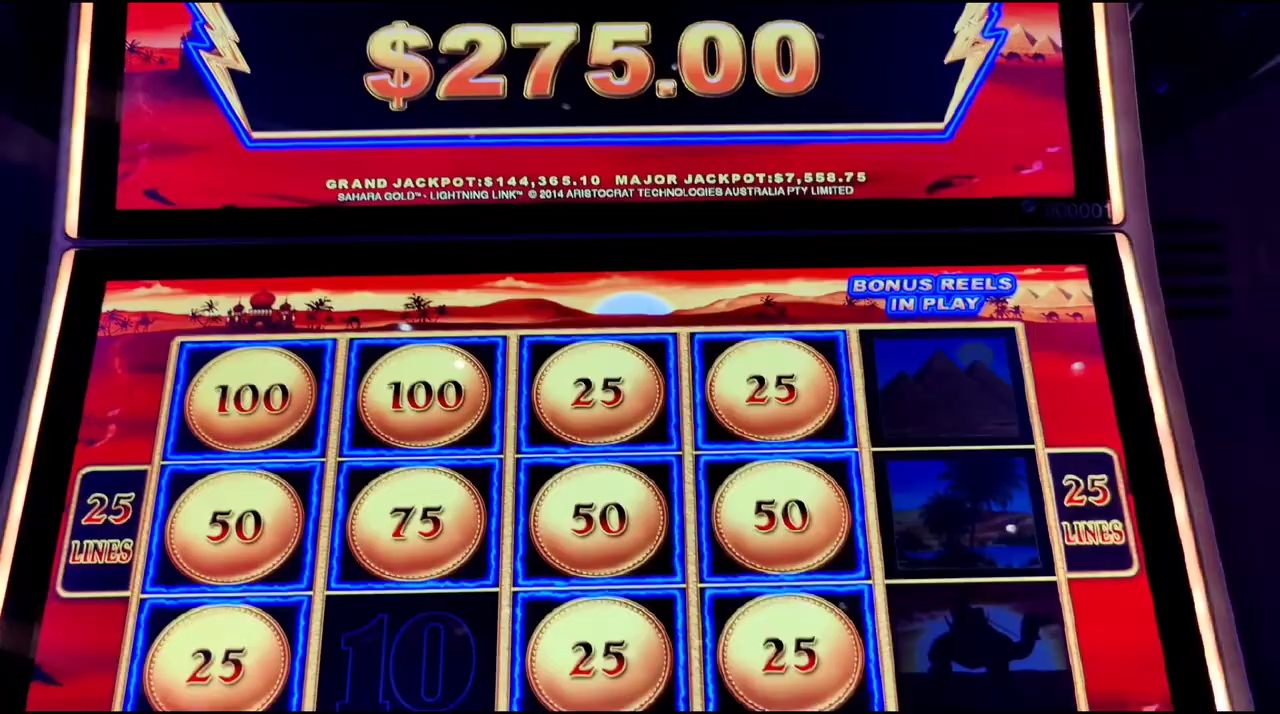 $275.00
GRAND JACKPOT:$144,365.10 MAJOR JACKPOT:$7,558.75
SAHARA GOLD™ - LIGHTNING LINK™ © 2014 ARISTOCRAT TECHNOLOGIES AUSTRALIA PTY LIMITED
BONUS REELS
IN PLAY
100 100 25 25
25
LINES
50 75 50 50
25
LINES
25 10 25 25